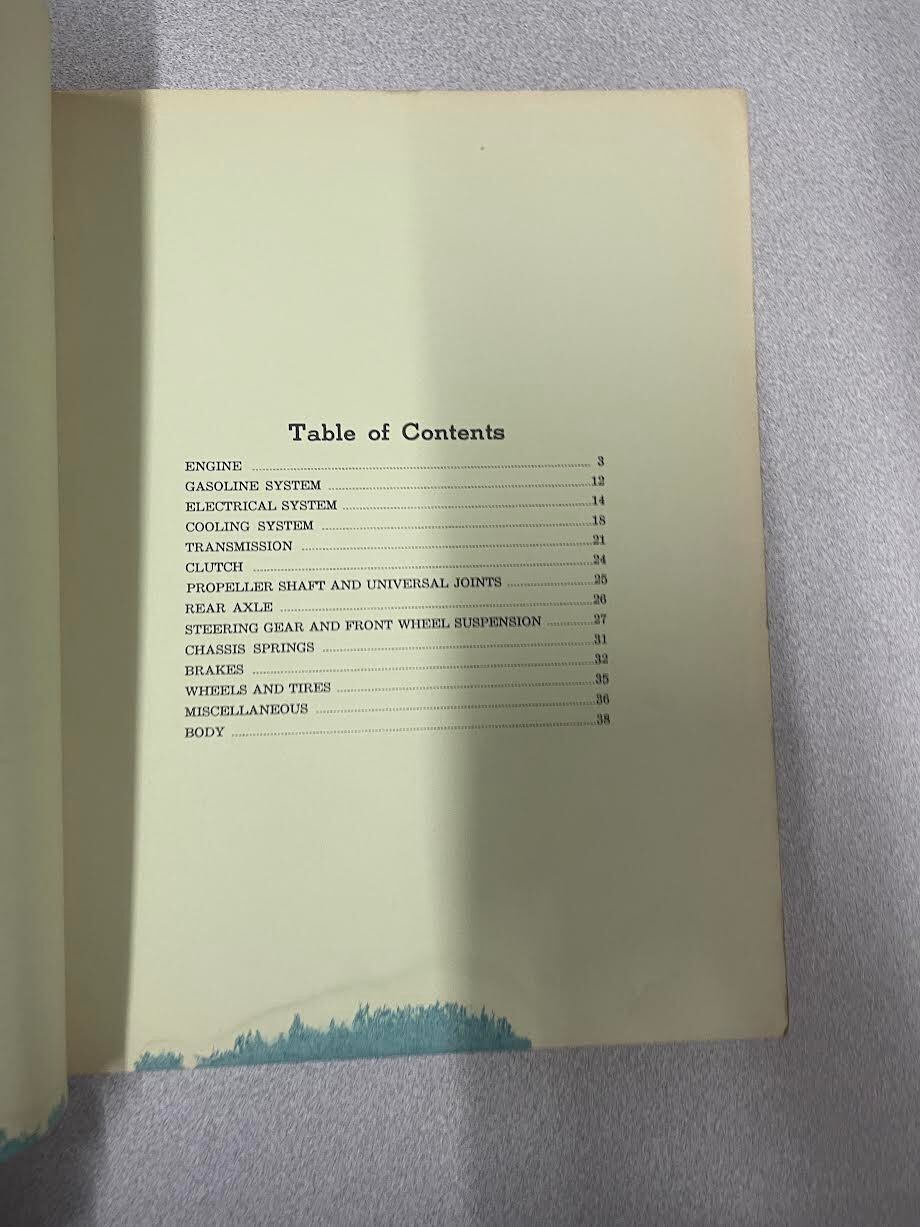 Table of Contents
ENGINE ........ 3
GASOLINE SYSTEM ........ 12
ELECTRICAL SYSTEM ........ 14
COOLING SYSTEM ........ 18
TRANSMISSION ........ 21
CLUTCH ........ 24
PROPELLER SHAFT AND UNIVERSAL JOINTS ........ 25
REAR AXLE ........ 26
STEERING GEAR AND FRONT WHEEL SUSPENSION ........ 27
CHASSIS SPRINGS ........ 31
BRAKES ........ 32
WHEELS AND TIRES ........ 35
MISCELLANEOUS ........ 36
BODY ........ 38